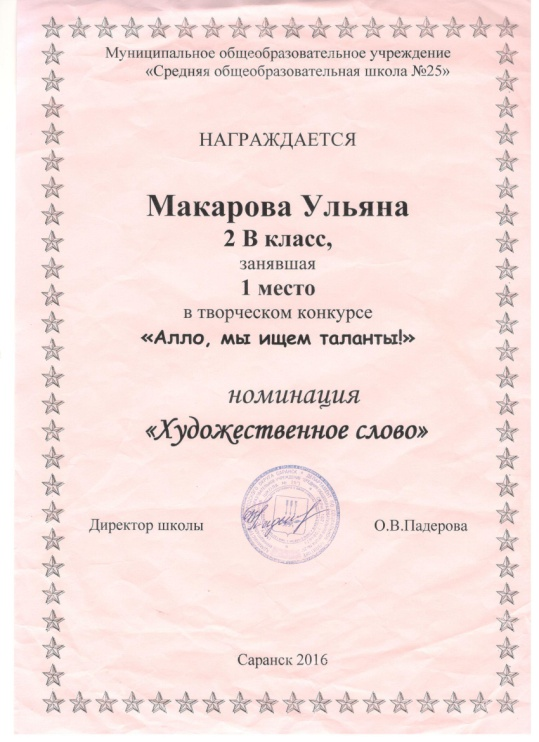 Муниципальное общеобразовательное учреждение
«Средняя общеобразовательная школа №25»
НАГРАЖДАЕТСЯ
Макарова Ульяна
2 В класс,
занявшая
1 место
в творческом конкурсе
«Алло, мы ищем таланты!»
номинация
«Художественное слово»
Директор школы
О.В.Падерова
Саранск 2016